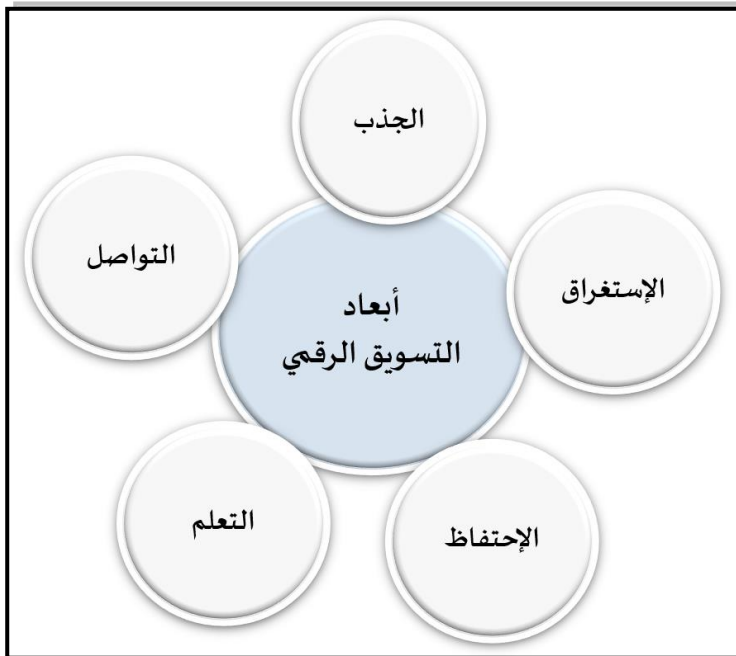 الجذب
التواصل
الإستغراق
أبعاد
التسويق الرقمي
التعلم
الإحتفاظ